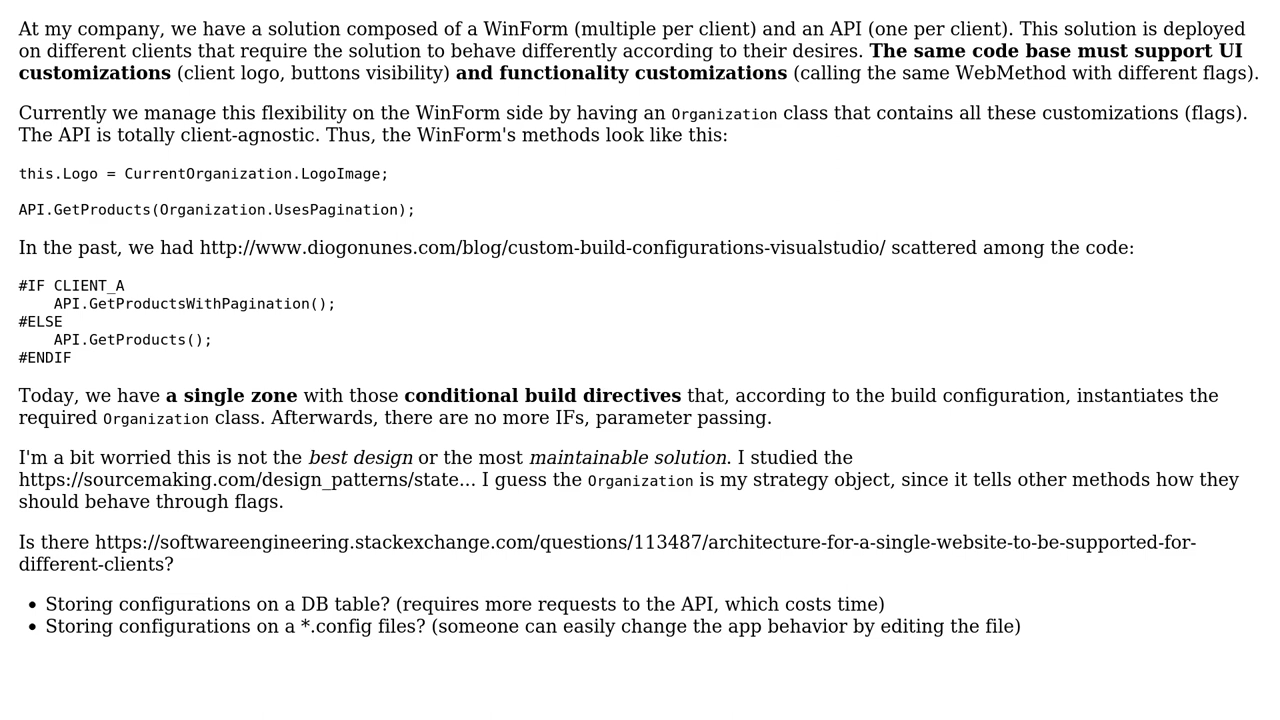 At my company, we have a solution composed of a WinForm (multiple per client) and an API (one per client). This solution is deployed
on different clients that require the solution to behave differently according to their desires. The same code base must support UI
customizations (client logo, buttons visibility) and functionality customizations (calling the same WebMethod with different flags).
Currently we manage this flexibility on the WinForm side by having an Organization class that contains all these customizations (flags).
The API is totally client-agnostic. Thus, the WinForm's methods look like this:
this.Logo = CurrentOrganization.LogoImage;
API.GetProducts(Organization.UsesPagination);
In the past, we had http://www.diogonunes.com/blog/custom-build-configurations-visualstudio/ scattered among the code:
#IF CLIENT_A
    API.GetProductsWithPagination();
#ELSE
    API.GetProducts();
#ENDIF
Today, we have a single zone with those conditional build directives that, according to the build configuration, instantiates the
required Organization class. Afterwards, there are no more IFs, parameter passing.
I'm a bit worried this is not the best design or the most maintainable solution. I studied the
https://sourcemaking.com/design_patterns/state... I guess the Organization is my strategy object, since it tells other methods how they
should behave through flags.
Is there https://softwareengineering.stackexchange.com/questions/113487/architecture-for-a-single-website-to-be-supported-for-
different-clients?
• Storing configurations on a DB table? (requires more requests to the API, which costs time)
• Storing configurations on a *.config files? (someone can easily change the app behavior by editing the file)